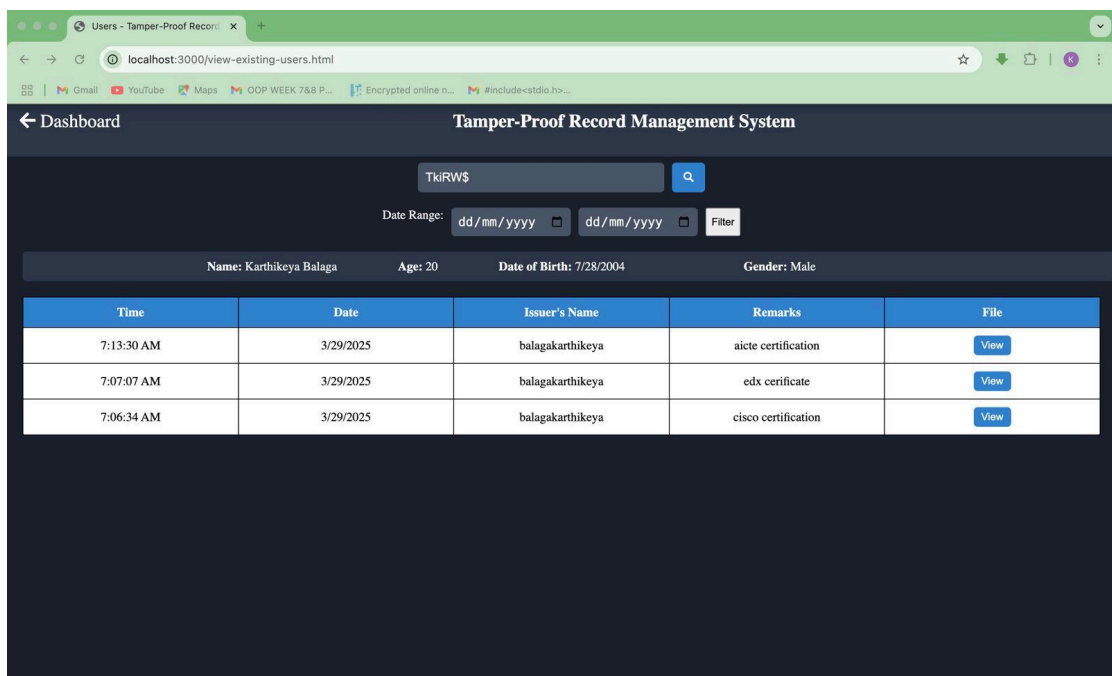 Users - Tamper-Proof Record
localhost:3000/view-existing-users.html
K
Gmail YouTube Maps OOP WEEK 7&8 P... Encrypted online n... #include<stdio.h>...
Dashboard Tamper-Proof Record Management System
TkiRW$
Date Range: dd/mm/yyyy dd/mm/yyyy Filter
Name: Karthikeya Balaga Age: 20 Date of Birth: 7/28/2004 Gender: Male
Time Date Issuer's Name Remarks File
7:13:30 AM 3/29/2025 balagakarthikeya aicte certification View
7:07:07 AM 3/29/2025 balagakarthikeya edx cerificate View
7:06:34 AM 3/29/2025 balagakarthikeya cisco certification View